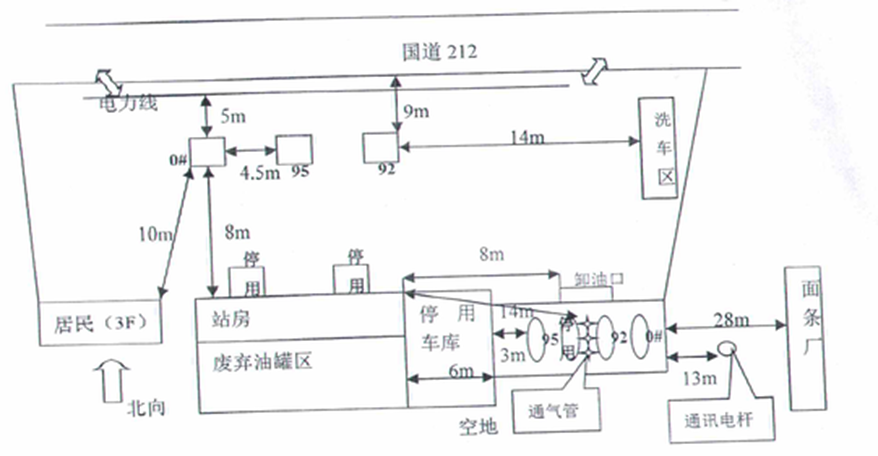 国道 212
电力线
5m
9m
14m
洗车区
0#
4.5m
95
92
10m
8m
停用
停用
8m
卸油口
居民（3F）
站房
停 用
车库
14m
3m
95
停用
92
0#
28m
面条厂
废弃油罐区
6m
13m
北向
空地
通气管
通讯电杆